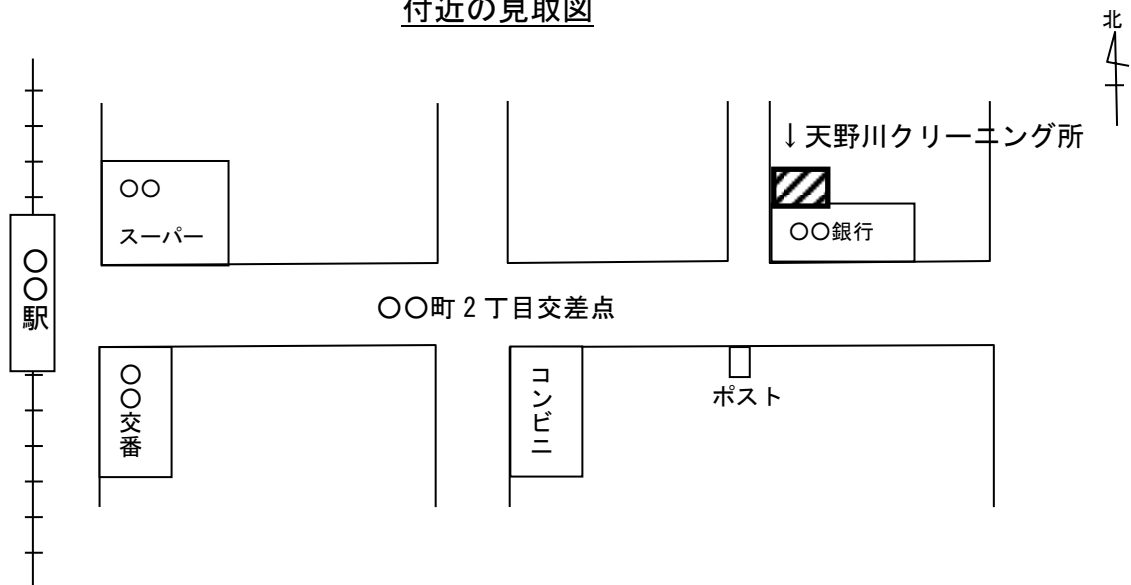 付近の見取図
北
↓天野川クリーニング所
〇〇
スーパー
〇〇銀行
〇〇駅
〇〇町2丁目交差点
〇〇交番
コンビニ
ポスト